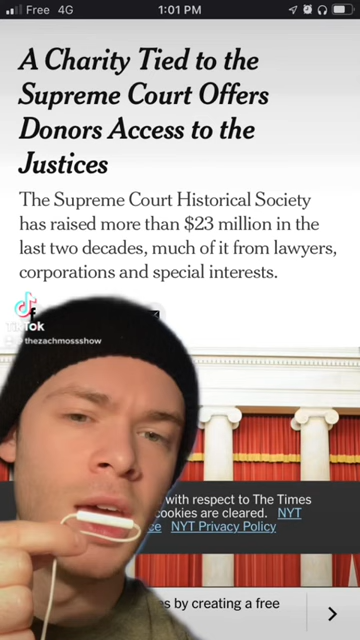 Free 4G 1:01 PM
A Charity Tied to the
Supreme Court Offers
Donors Access to the
Justices
The Supreme Court Historical Society
has raised more than $23 million in the
last two decades, much of it from lawyers,
corporations and special interests.
TikTok
thezachmossshow
with respect to The Times
cookies are cleared. NYT
NYT Privacy Policy
by creating a free